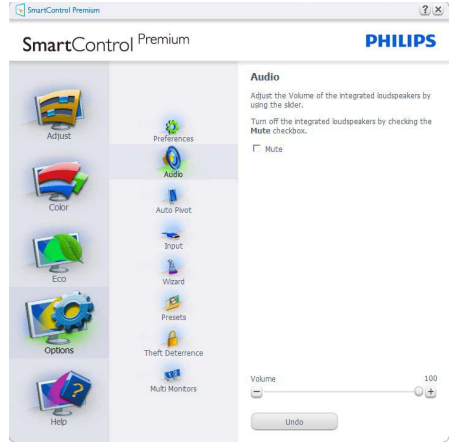 SmartControl Premium
SmartControl Premium
PHILIPS
Adjust
Color
Eco
Options
Help
Preferences
Audio
Auto Pivot
Input
Wizard
Presets
Theft Deterrence
Multi Monitors
Audio
Adjust the Volume of the integrated loudspeakers by
using the slider.
Turn off the integrated loudspeakers by checking the
Mute checkbox.
Mute
Volume 100
Undo